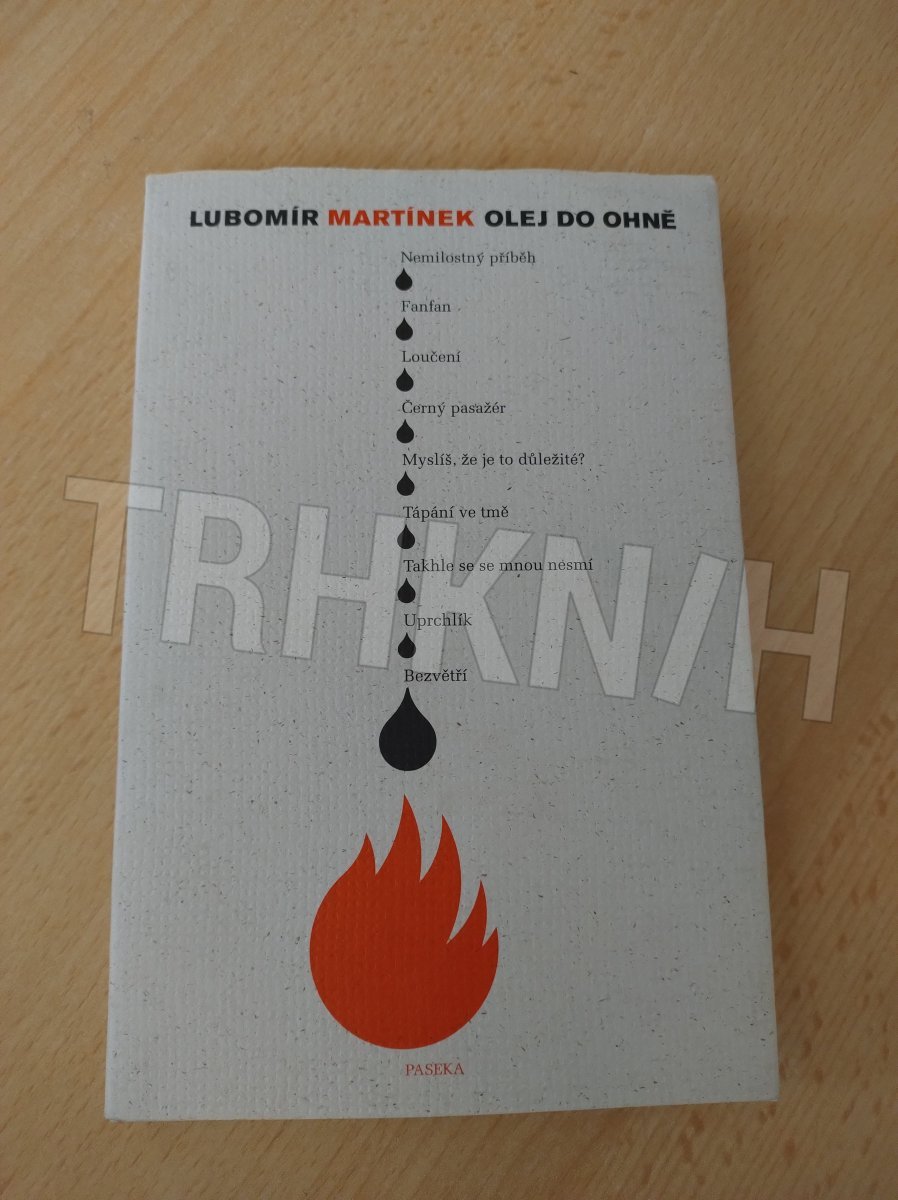 LUBOMÍR MARTÍNEK OLEJ DO OHNĚ
Nemilostný příběh
Fanfan
Loučení
Černý pasažér
Myslíš, že je to důležité?
Tápání ve tmě
Takhle se se mnou nesmí
Uprchlík
Bezvětří
PASEKA
TRHKNIH